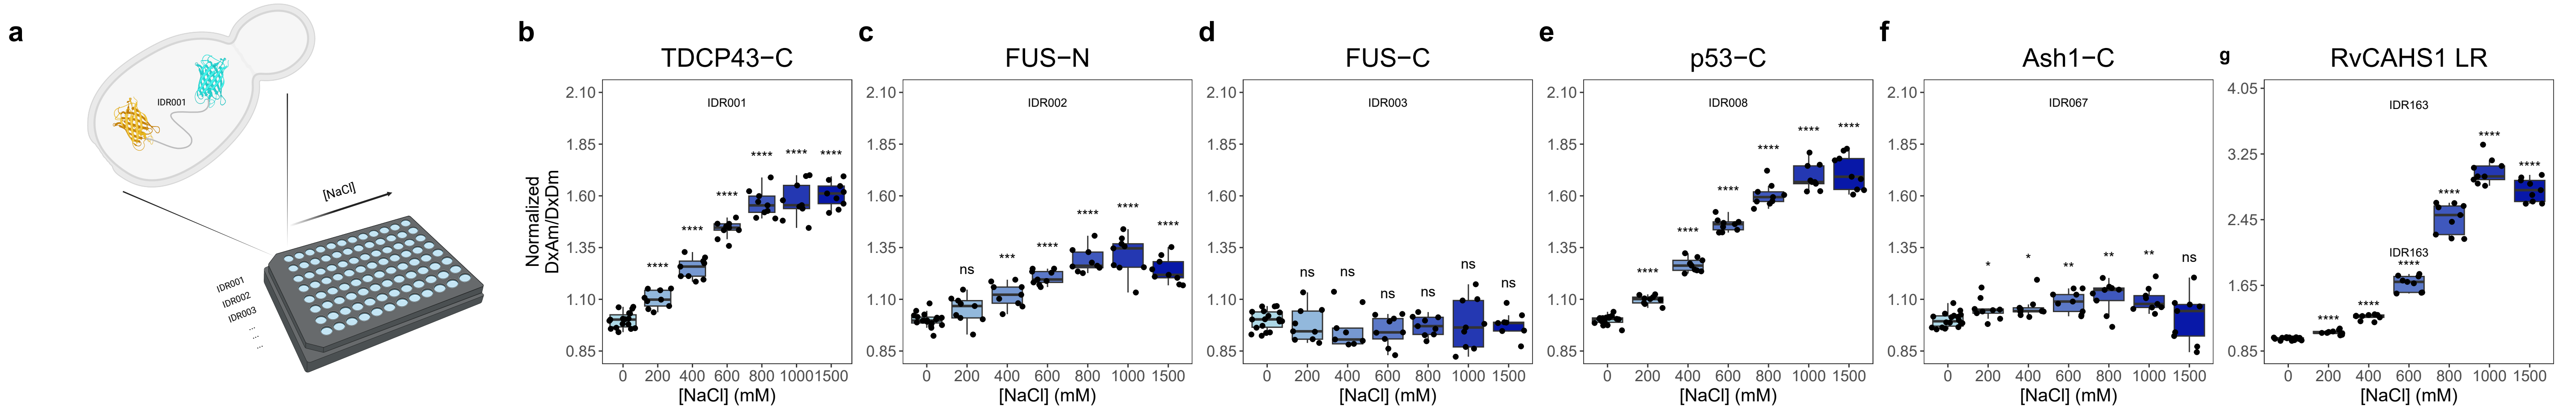 a
IDR001
[NaCl]
IDR001
IDR002
IDR003
...
...
...
b
TDCP43−C
IDR001
Normalized
DxAm/DxDm
2.10
1.85
1.60
1.35
1.10
0.85
****
****
****
****
****
****
0 200 400 600 800 1000 1500
[NaCl] (mM)
c
FUS−N
IDR002
2.10
1.85
1.60
1.35
1.10
0.85
ns
***
****
****
****
****
0 200 400 600 800 1000 1500
[NaCl] (mM)
d
FUS−C
IDR003
2.10
1.85
1.60
1.35
1.10
0.85
ns
ns
ns
ns
ns
ns
0 200 400 600 800 1000 1500
[NaCl] (mM)
e
p53−C
IDR008
2.10
1.85
1.60
1.35
1.10
0.85
****
****
****
****
****
****
0 200 400 600 800 1000 1500
[NaCl] (mM)
f
Ash1−C
IDR067
2.10
1.85
1.60
1.35
1.10
0.85
*
*
**
**
**
ns
0 200 400 600 800 1000 1500
[NaCl] (mM)
g
RvCAHS1 LR
IDR163
4.05
3.25
2.45
1.65
0.85
IDR163
****
****
****
****
****
****
0 200 400 600 800 1000 1500
[NaCl] (mM)